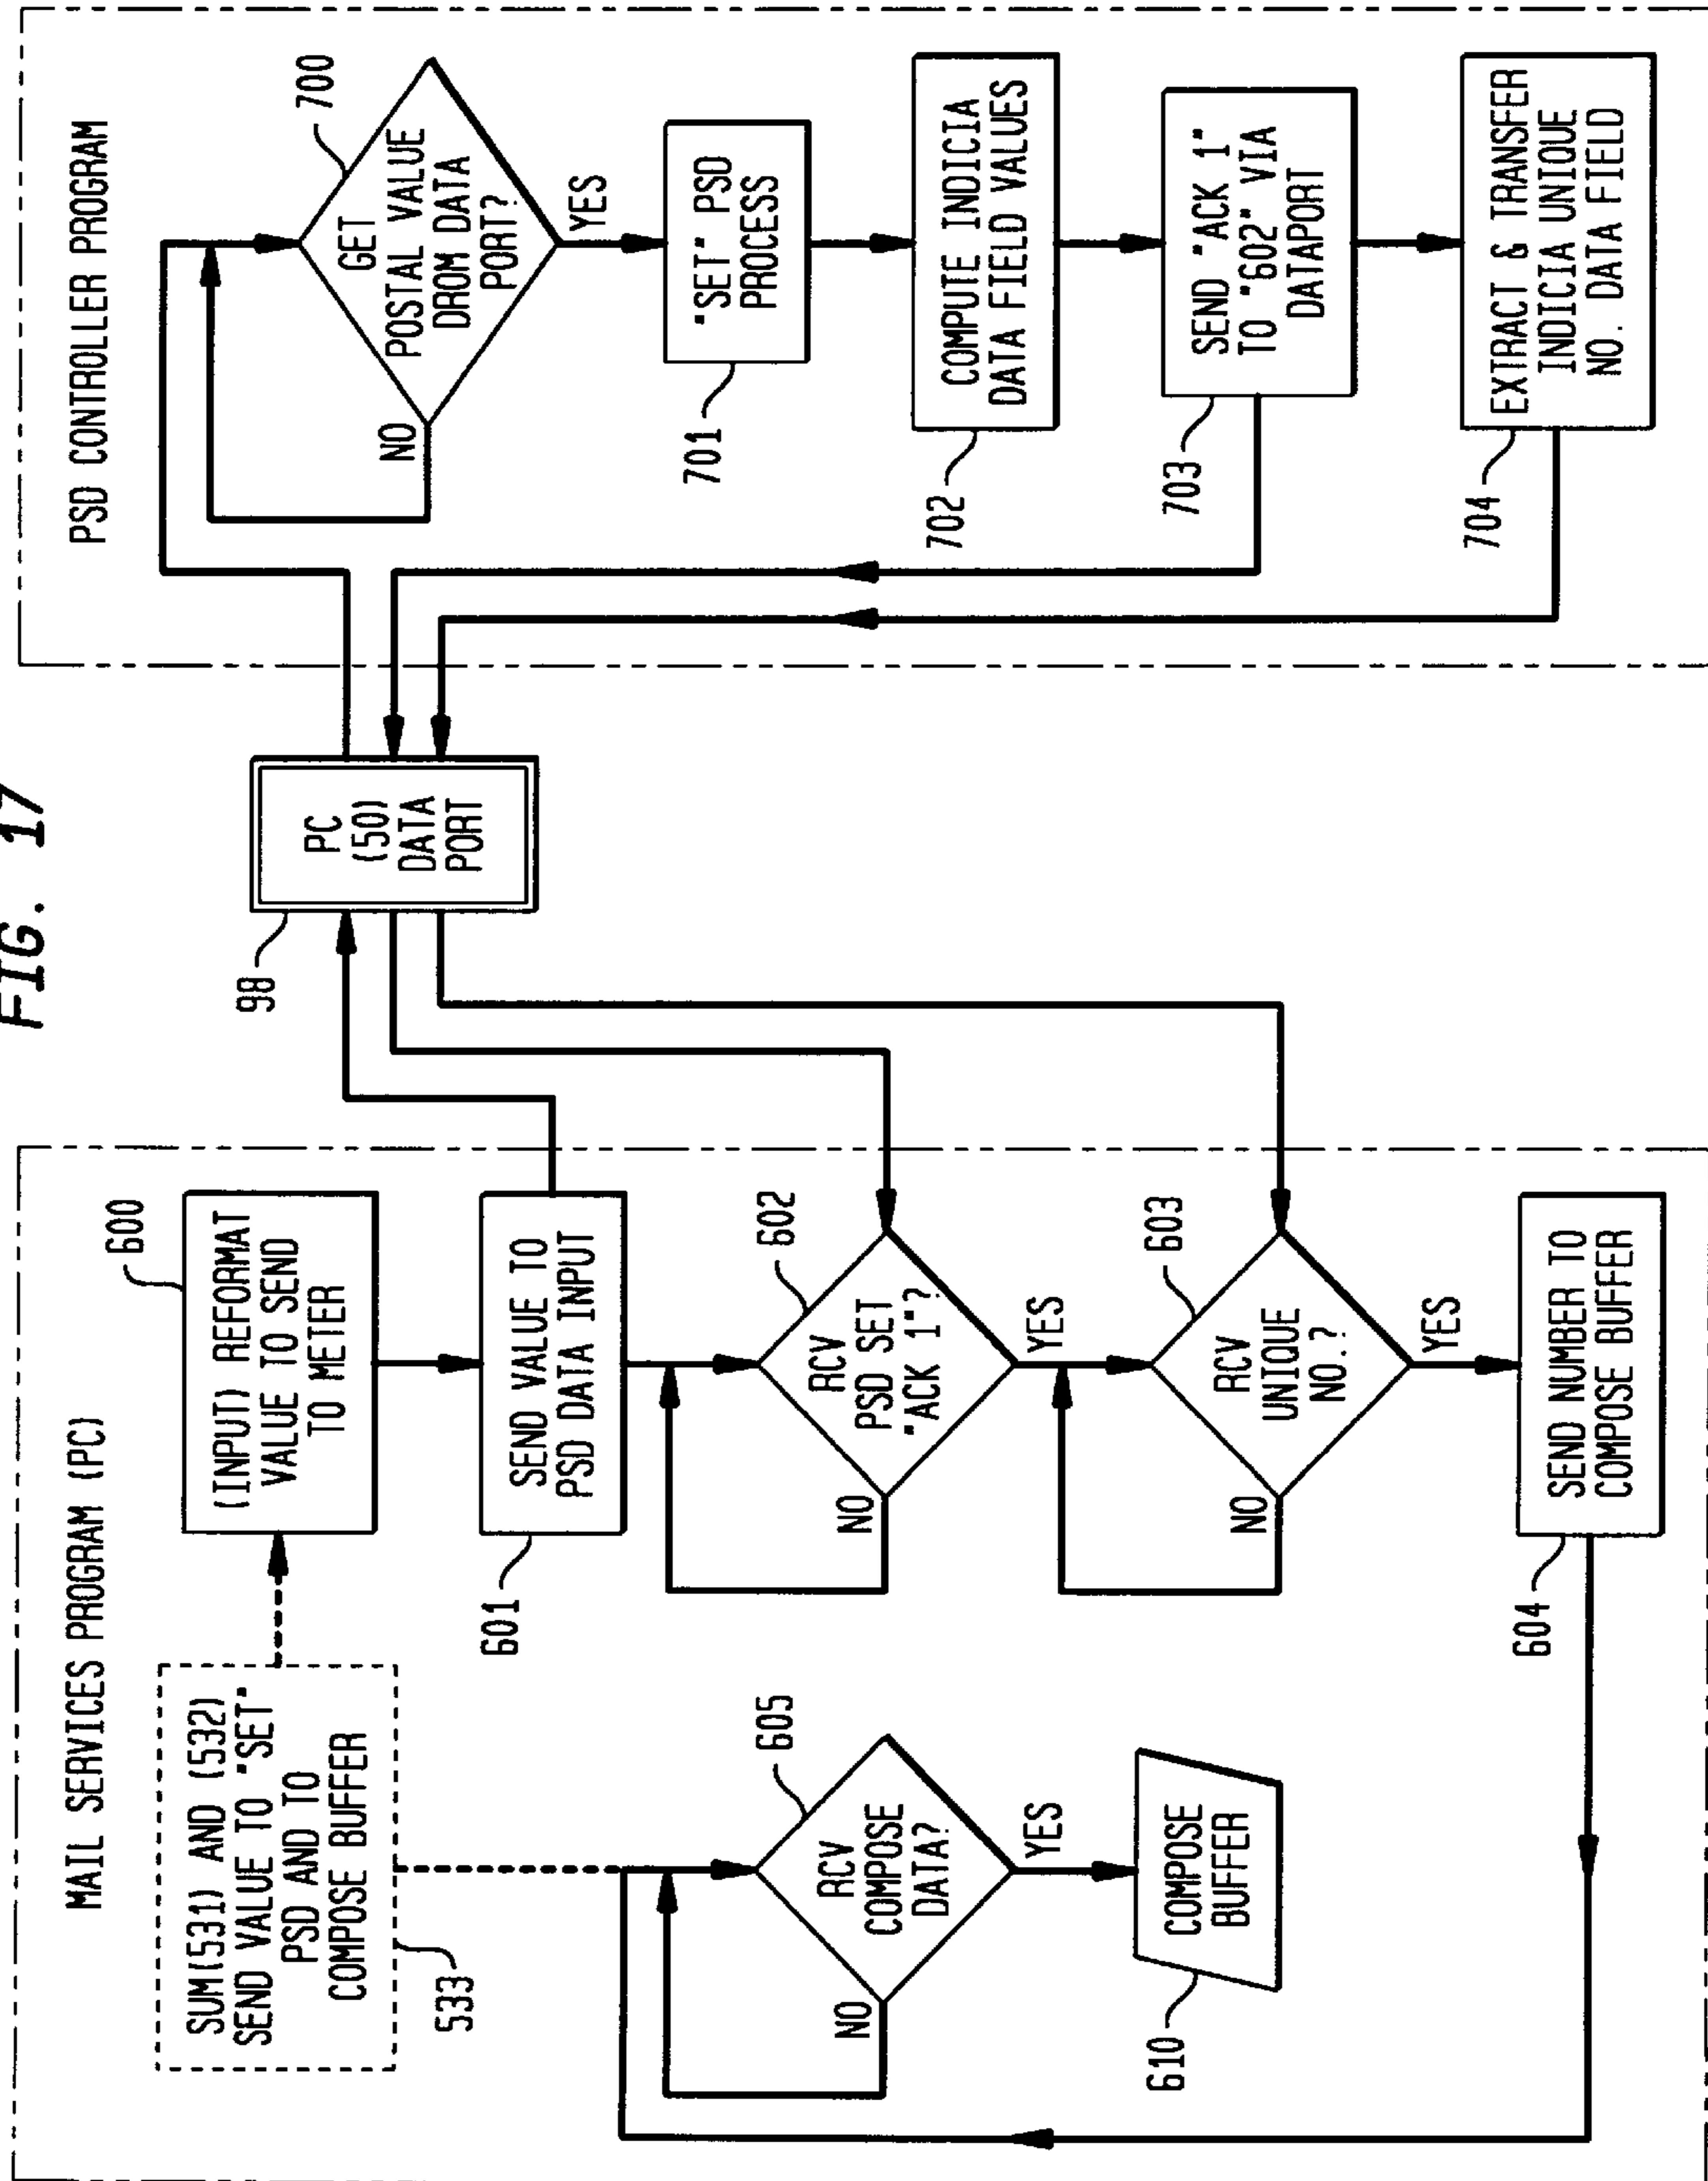 FIG. 17
MAIL SERVICES PROGRAM (PC)
SUM(531) AND (532)
SEND VALUE TO "SET"
PSD AND TO
COMPOSE BUFFER
533
(INPUT) REFORMAT
VALUE TO SEND
TO METER
600
SEND VALUE TO
PSD DATA INPUT
601
RCV
PSD SET
"ACK 1"?
602
NO
YES
RCV
UNIQUE
NO.?
603
NO
YES
SEND NUMBER TO
COMPOSE BUFFER
604
RCV
COMPOSE
DATA?
605
NO
YES
COMPOSE
BUFFER
610
PC
(50)
DATA
PORT
98
PSD CONTROLLER PROGRAM
GET
POSTAL VALUE
DROM DATA
PORT?
700
NO
YES
"SET" PSD
PROCESS
701
COMPUTE INDICIA
DATA FIELD VALUES
702
SEND "ACK 1"
TO "602" VIA
DATAPORT
703
EXTRACT & TRANSFER
INDICIA UNIQUE
NO. DATA FIELD
704